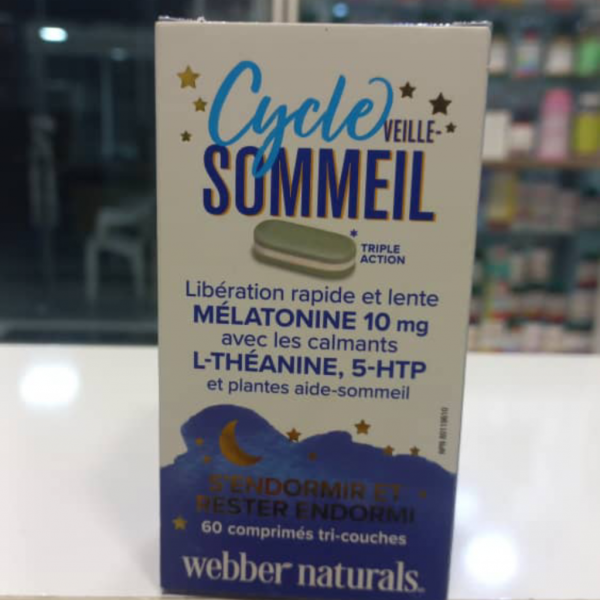 Cycle
VEILLE-
SOMMEIL
*
TRIPLE
ACTION
Libération rapide et lente
MÉLATONINE 10 mg
avec les calmants
L-THÉANINE, 5-HTP
et plantes aide-sommeil
S'ENDORMIR ET
RESTER ENDORMI
60 comprimés tri-couches
webber naturals